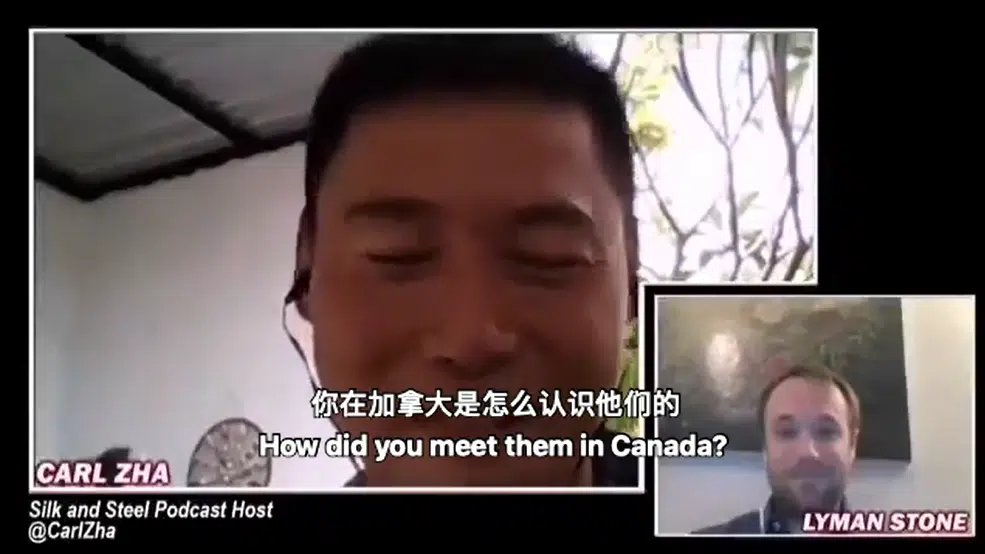 你在加拿大是怎么认识他们的
How did you meet them in Canada?
CARL ZHA
Silk and Steel Podcast Host
@CarlZha
LYMAN STONE